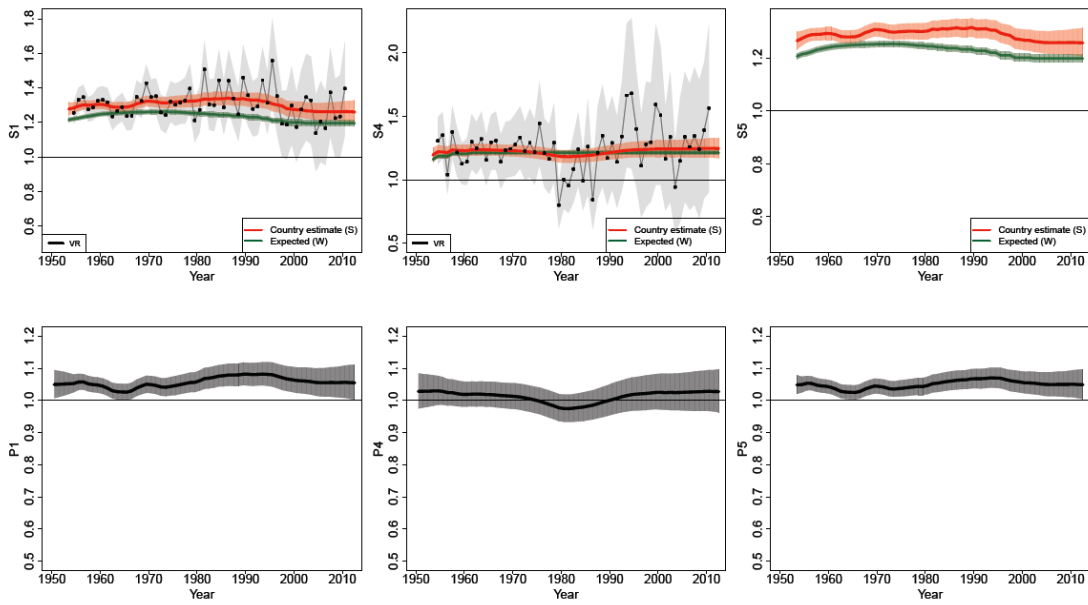 S1
0.6 0.8 1.0 1.2 1.4 1.6 1.8
VR
Country estimate (S)
Expected (W)
1950 1960 1970 1980 1990 2000 2010
Year
S4
0.5 1.0 1.5 2.0
VR
Country estimate (S)
Expected (W)
1950 1960 1970 1980 1990 2000 2010
Year
S5
0.6 0.8 1.0 1.2
Country estimate (S)
Expected (W)
1950 1960 1970 1980 1990 2000 2010
Year
P1
0.5 0.6 0.7 0.8 0.9 1.0 1.1 1.2
1950 1960 1970 1980 1990 2000 2010
Year
P4
0.5 0.6 0.7 0.8 0.9 1.0 1.1 1.2
1950 1960 1970 1980 1990 2000 2010
Year
P5
0.5 0.6 0.7 0.8 0.9 1.0 1.1 1.2
1950 1960 1970 1980 1990 2000 2010
Year